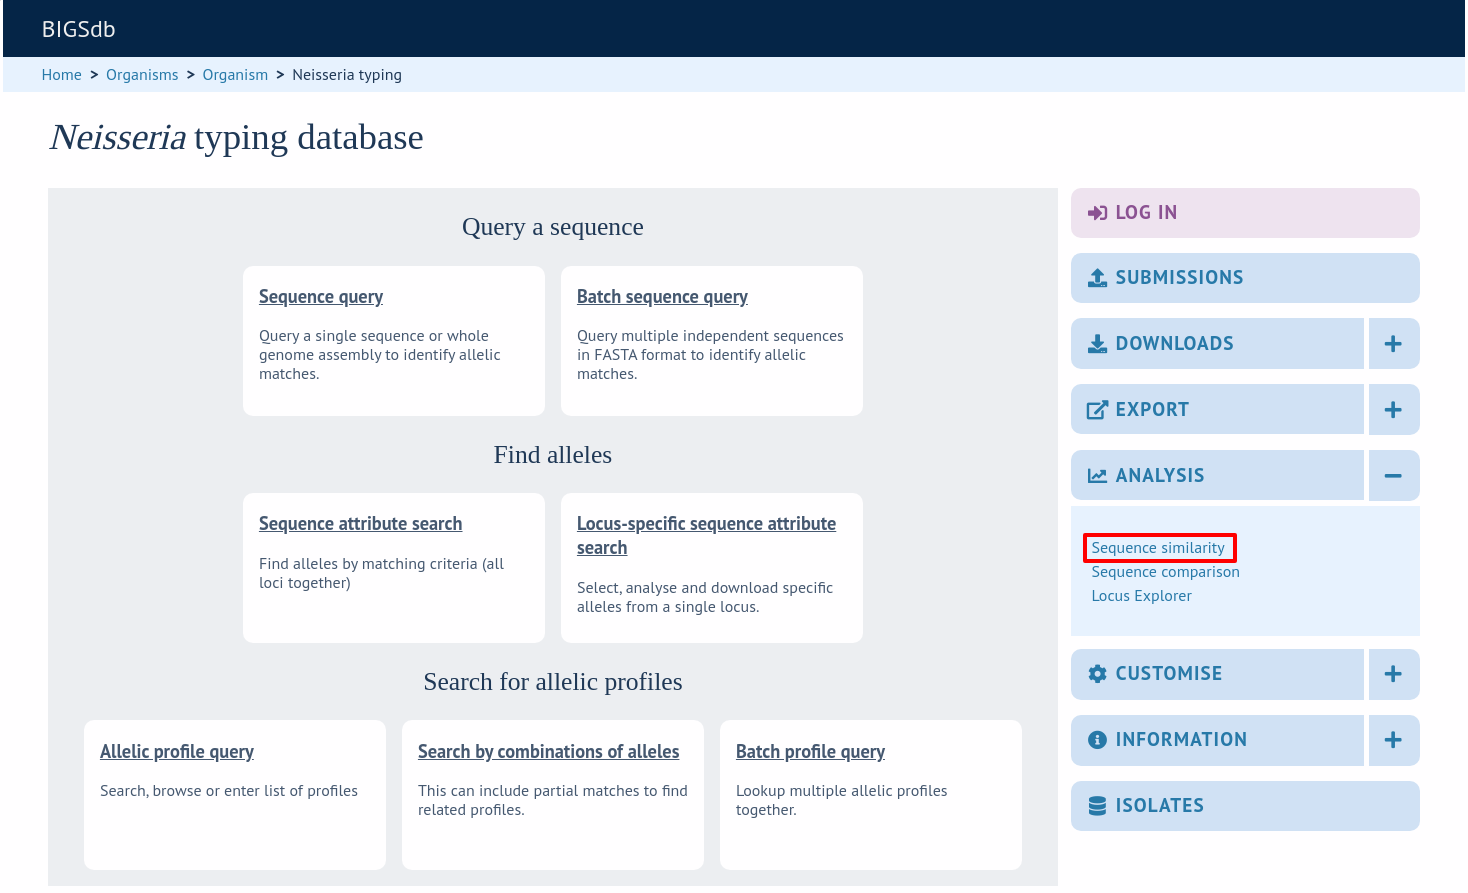 BIGSdb
Home > Organisms > Organism > Neisseria typing
Neisseria typing database
Query a sequence
Sequence query
Query a single sequence or whole
genome assembly to identify allelic
matches.
Batch sequence query
Query multiple independent sequences
in FASTA format to identify allelic
matches.
Find alleles
Sequence attribute search
Find alleles by matching criteria (all
loci together)
Locus-specific sequence attribute
search
Select, analyse and download specific
alleles from a single locus.
Search for allelic profiles
Allelic profile query
Search, browse or enter list of profiles
Search by combinations of alleles
This can include partial matches to find
related profiles.
Batch profile query
Lookup multiple allelic profiles
together.
LOG IN
SUBMISSIONS
DOWNLOADS
EXPORT
ANALYSIS
Sequence similarity
Sequence comparison
Locus Explorer
CUSTOMISE
INFORMATION
ISOLATES